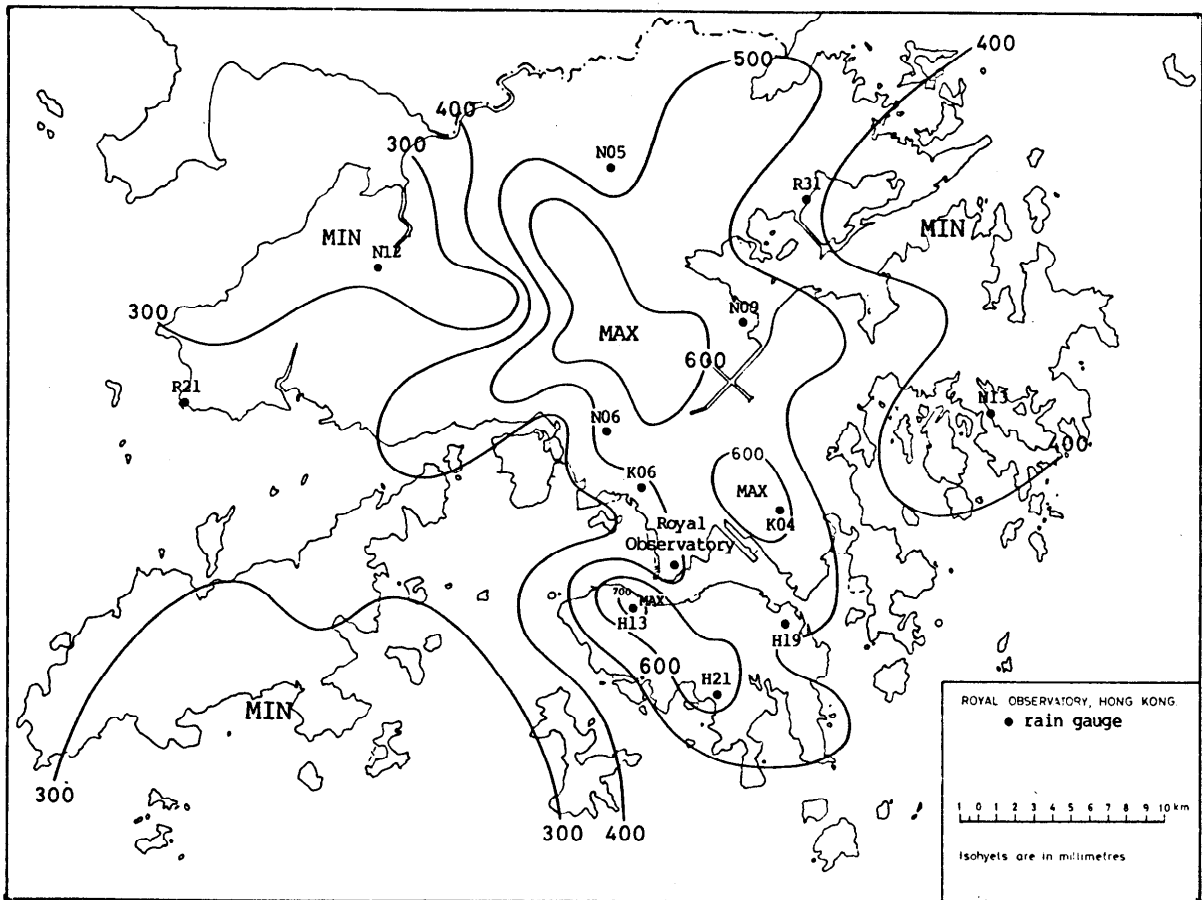 400
500
400
300
N05
R31
MIN
MIN
N12
300
N09
MAX
600
R21
N13
N06
400
600
K06
MAX
K04
Royal
Observatory
700
MAX
H13
H19
600
H21
MIN
300
300
400
ROYAL OBSERVATORY, HONG KONG.
● rain gauge
1 0 1 2 3 4 5 6 7 8 9 10 km
Isohyels are in millimetres